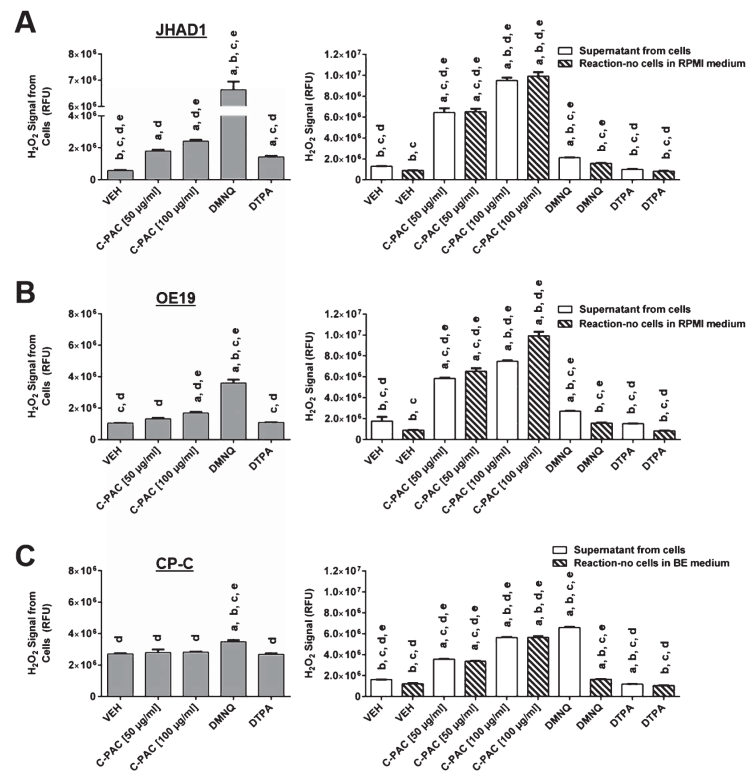 A
JHAD1
H₂O₂ Signal from
Cells (RFU)
8×10⁶
7×10⁶
6×10⁶
4×10⁶
2×10⁶
0
b, c, d, e
a, d
a, d, e
a, b, c, e
a, c, d
VEH
C-PAC [50 µg/ml]
C-PAC [100 µg/ml]
DMNQ
DTPA
H₂O₂ Signal (RFU)
1.2×10⁷
1.0×10⁷
8.0×10⁶
6.0×10⁶
4.0×10⁶
2.0×10⁶
0
b, c, d
b, c
a, c, d, e
a, c, d, e
a, b, d, e
a, b, d, e
a, b, c, e
a, b, c, e
b, c, d
b, c, d
VEH
VEH
C-PAC [50 µg/ml]
C-PAC [50 µg/ml]
C-PAC [100 µg/ml]
C-PAC [100 µg/ml]
DMNQ
DMNQ
DTPA
DTPA
Supernatant from cells
Reaction-no cells in RPMI medium
B
OE19
H₂O₂ Signal from
Cells (RFU)
8×10⁶
6×10⁶
4×10⁶
2×10⁶
0
c, d
d
a, d, e
a, b, c, e
c, d
VEH
C-PAC [50 µg/ml]
C-PAC [100 µg/ml]
DMNQ
DTPA
H₂O₂ Signal (RFU)
1.2×10⁷
1.0×10⁷
8.0×10⁶
6.0×10⁶
4.0×10⁶
2.0×10⁶
0
b, c, d
b, c
a, c, d, e
a, c, d, e
a, b, d, e
a, b, d, e
a, b, c, e
b, c, e
b, c, d
b, c, d
VEH
VEH
C-PAC [50 µg/ml]
C-PAC [50 µg/ml]
C-PAC [100 µg/ml]
C-PAC [100 µg/ml]
DMNQ
DMNQ
DTPA
DTPA
Supernatant from cells
Reaction-no cells in RPMI medium
C
CP-C
H₂O₂ Signal from
Cells (RFU)
8×10⁶
6×10⁶
4×10⁶
2×10⁶
0
d
d
d
a, b, c, e
d
VEH
C-PAC [50 µg/ml]
C-PAC [100 µg/ml]
DMNQ
DTPA
H₂O₂ Signal (RFU)
1.2×10⁷
1.0×10⁷
8.0×10⁶
6.0×10⁶
4.0×10⁶
2.0×10⁶
0
b, c, d, e
b, c, d
a, c, d, e
a, c, d, e
a, b, d, e
a, b, d, e
a, b, c, e
a, b, c, e
a, b, c, d
b, c, d
VEH
VEH
C-PAC [50 µg/ml]
C-PAC [50 µg/ml]
C-PAC [100 µg/ml]
C-PAC [100 µg/ml]
DMNQ
DMNQ
DTPA
DTPA
Supernatant from cells
Reaction-no cells in BE medium